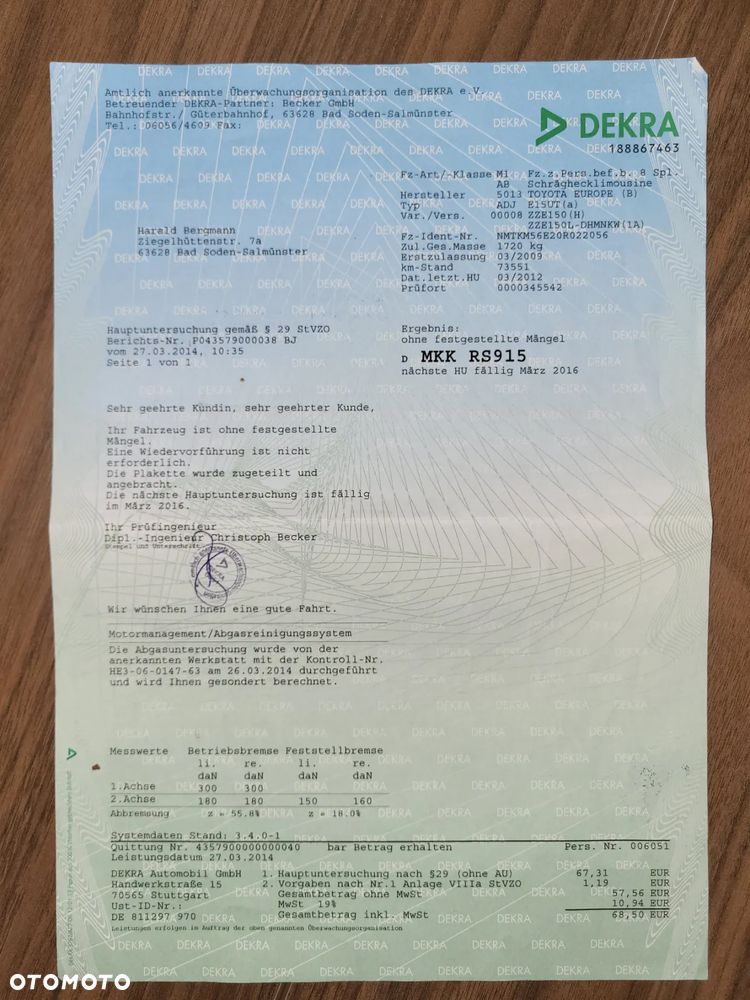 Amtlich anerkannte Überwachungsorganisation des DEKRA e.V.
Betreuender DEKRA-Partner: Becker GmbH
Bahnhofstr./ Güterbahnhof, 63628 Bad Soden-Salmünster
Tel.: 06056/4609 Fax:
DEKRA
188867463
Fz-Art/-Klasse M1 Fz.z.Pers.bef.b. 8 Spl.
AB Schräghecklimousine
Hersteller 5013 TOYOTA EUROPE (B)
Typ ADJ E15UT(a)
Var./Vers. 00008 ZZE150(H)
ZZE150L-DHMNKW(1A)
Fz-Ident-Nr. NMTKM56E20R022056
Zul.Ges.Masse 1720 kg
Erstzulassung 03/2009
km-Stand 73551
Dat.letzt.HU 03/2012
Prüfort 0000345542
Harald Bergmann
Ziegelhüttenstr. 7a
63628 Bad Soden-Salmünster
Hauptuntersuchung gemäß § 29 StVZO
Berichts-Nr. P043579000038 BJ
vom 27.03.2014, 10:35
Seite 1 von 1
Ergebnis:
ohne festgestellte Mängel
D MKK RS915
nächste HU fällig März 2016
Sehr geehrte Kundin, sehr geehrter Kunde,
Ihr Fahrzeug ist ohne festgestellte
Mängel.
Eine Wiedervorführung ist nicht
erforderlich.
Die Plakette wurde zugeteilt und
angebracht.
Die nächste Hauptuntersuchung ist fällig
im März 2016.
Ihr Prüfingenieur
Dipl.-Ingenieur Christoph Becker
Stempel und Unterschrift
DEKRA
Wir wünschen Ihnen eine gute Fahrt.
Motormanagement/Abgasreinigungssystem
Die Abgasuntersuchung wurde von der
anerkannten Werkstatt mit der Kontroll-Nr.
HE3-06-0147-63 am 26.03.2014 durchgeführt
und wird Ihnen gesondert berechnet.
Messwerte Betriebsbremse Feststellbremse
li. re. li. re.
daN daN daN daN
1.Achse 300 300
2.Achse 180 180 150 160
Abbremsung z = 55.8% z = 18.0%
Systemdaten Stand: 3.4.0-1
Quittung Nr. 4357900000000040 bar Betrag erhalten Pers. Nr. 006051
Leistungsdatum 27.03.2014
DEKRA Automobil GmbH 1. Hauptuntersuchung nach §29 (ohne AU) 67,31 EUR
Handwerkstraße 15 2. Vorgaben nach Nr.1 Anlage VIIIa StVZO 1,19 EUR
70565 Stuttgart Gesamtbetrag ohne MwSt 57,56 EUR
Ust-ID-Nr.: MwSt 19% 10,94 EUR
DE 811297 970 Gesamtbetrag inkl. MwSt 68,50 EUR
Leistungen erfolgen im Auftrag der oben genannten Überwachungsorganisation
OTOMOTO